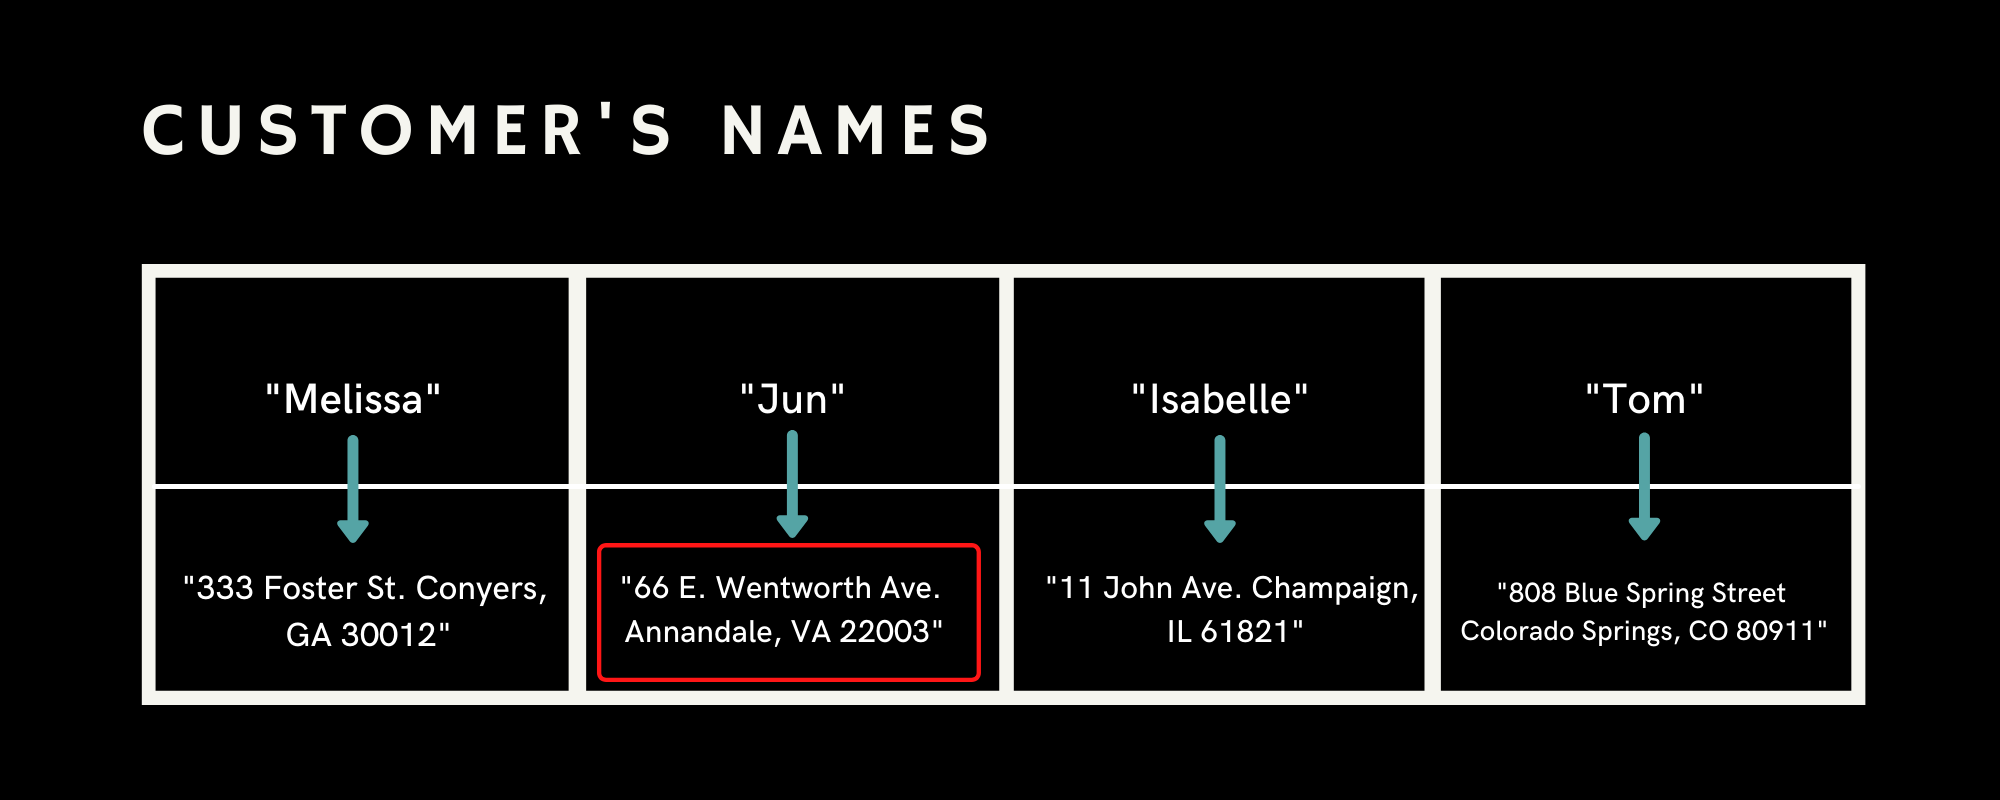 CUSTOMER'S NAMES
"Melissa"
"Jun"
"Isabelle"
"Tom"
"333 Foster St. Conyers,
GA 30012"
"66 E. Wentworth Ave.
Annandale, VA 22003"
"11 John Ave. Champaign,
IL 61821"
"808 Blue Spring Street
Colorado Springs, CO 80911"